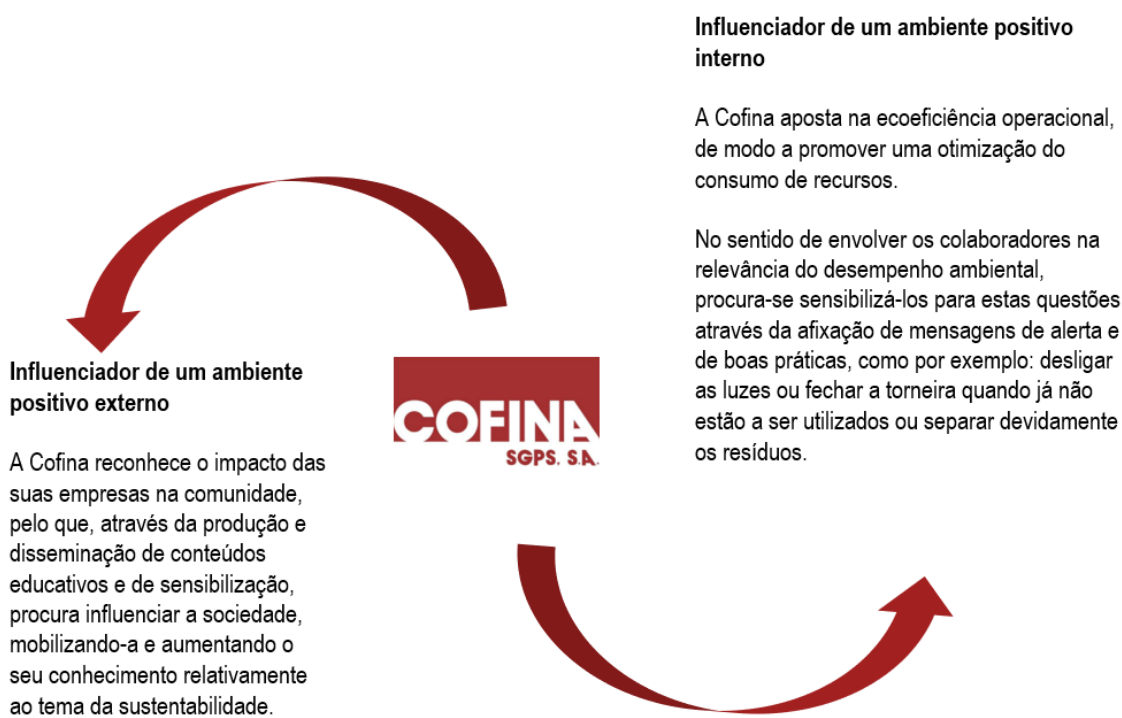 Influenciador de um ambiente positivo
interno
A Cofina aposta na ecoeficiência operacional,
de modo a promover uma otimização do
consumo de recursos.
No sentido de envolver os colaboradores na
relevância do desempenho ambiental,
procura-se sensibilizá-los para estas questões
através da afixação de mensagens de alerta e
de boas práticas, como por exemplo: desligar
as luzes ou fechar a torneira quando já não
estão a ser utilizados ou separar devidamente
os resíduos.
Influenciador de um ambiente
positivo externo
A Cofina reconhece o impacto das
suas empresas na comunidade,
pelo que, através da produção e
disseminação de conteúdos
educativos e de sensibilização,
procura influenciar a sociedade,
mobilizando-a e aumentando o
seu conhecimento relativamente
ao tema da sustentabilidade.
COFINA
SGPS, S.A.